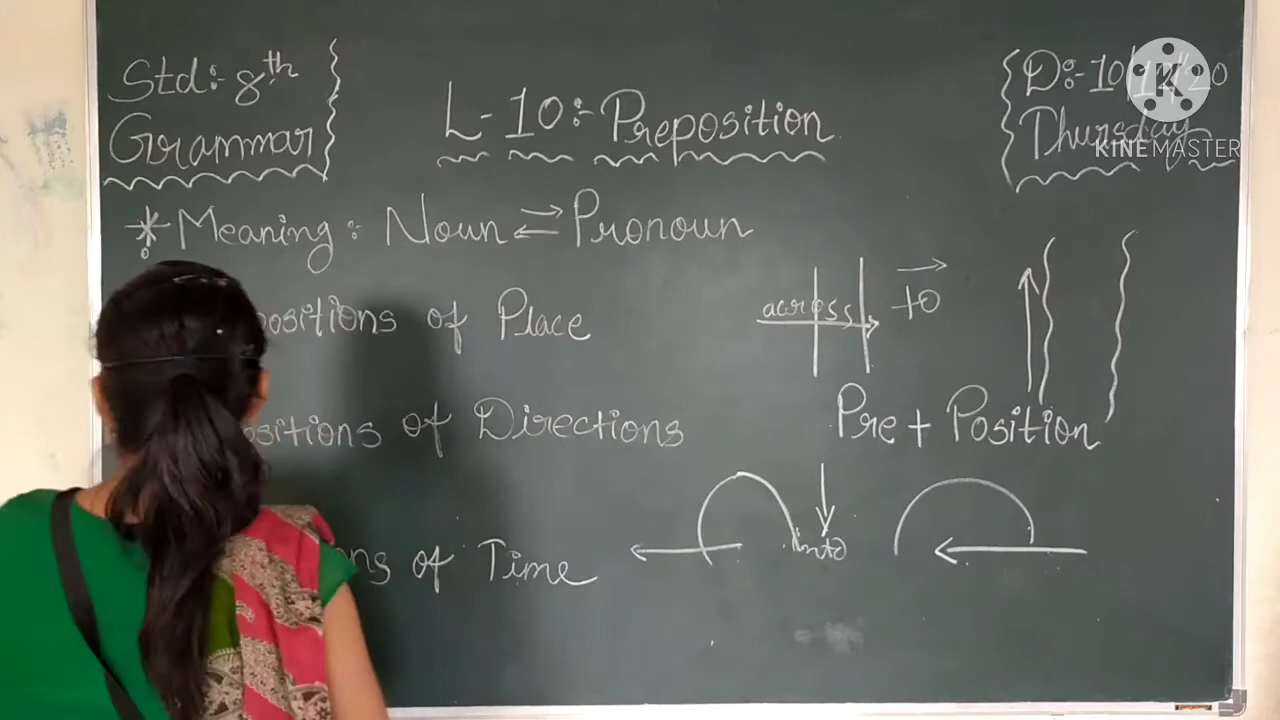 Std:- 8th
Grammar
L-10:- Preposition
Thursday
KINEMASTER
* Meaning: Noun ⇄ Pronoun
positions of Place
across
to
ositions of Directions
Pre + Position
ns of Time
into